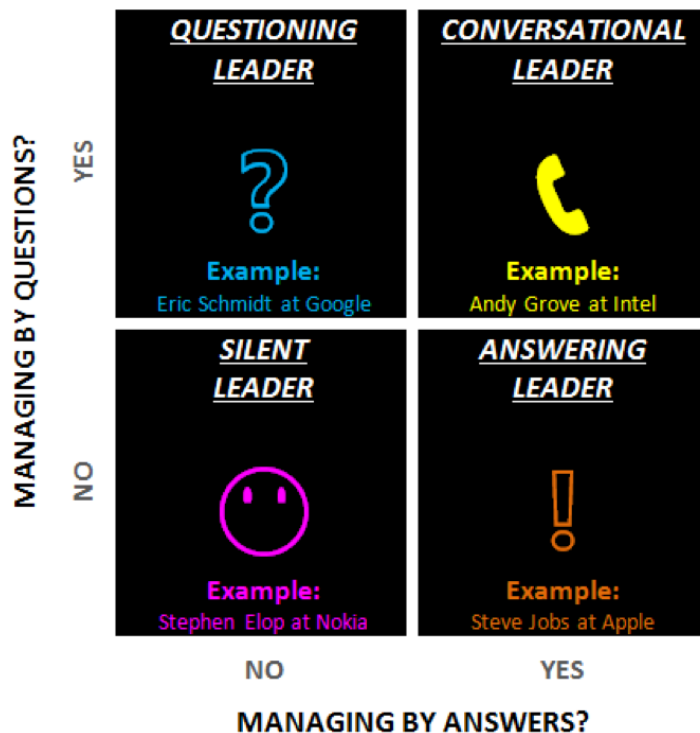 QUESTIONING
LEADER
Example:
Eric Schmidt at Google
CONVERSATIONAL
LEADER
Example:
Andy Grove at Intel
SILENT
LEADER
Example:
Stephen Elop at Nokia
ANSWERING
LEADER
Example:
Steve Jobs at Apple
MANAGING BY QUESTIONS?
YES
NO
NO
YES
MANAGING BY ANSWERS?